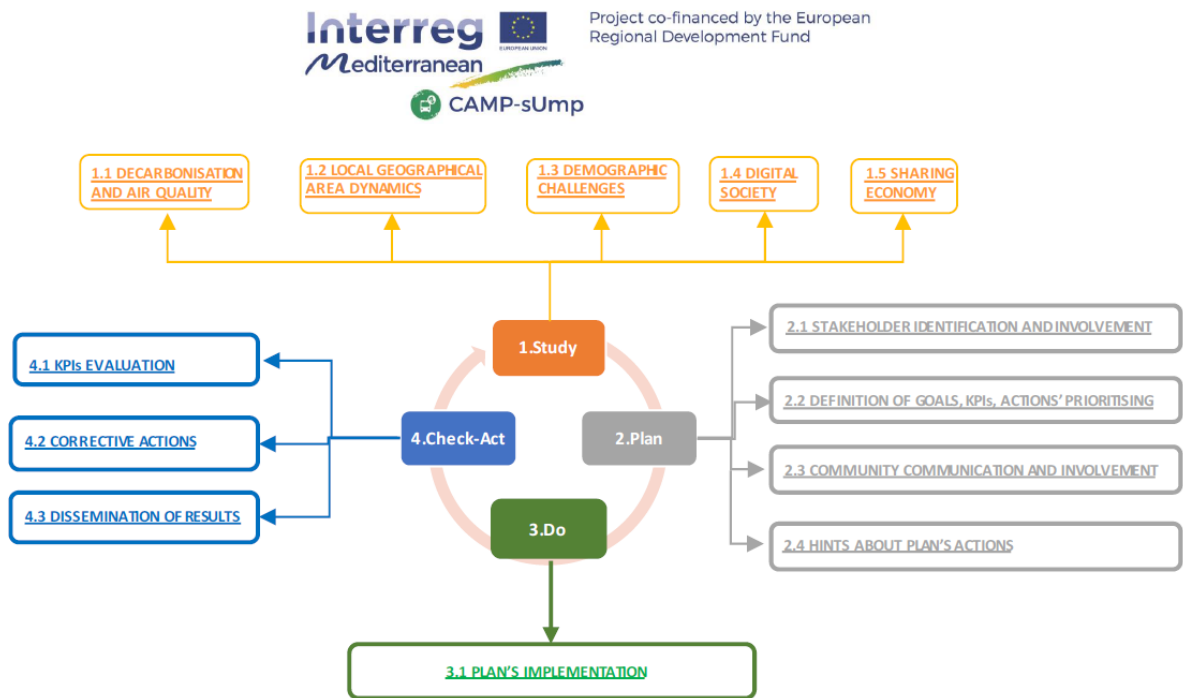 Interreg
EUROPEAN UNION
Mediterranean
CAMP-sUmp
Project co-financed by the European
Regional Development Fund
1.1 DECARBONISATION
AND AIR QUALITY
1.2 LOCAL GEOGRAPHICAL
AREA DYNAMICS
1.3 DEMOGRAPHIC
CHALLENGES
1.4 DIGITAL
SOCIETY
1.5 SHARING
ECONOMY
1.Study
2.Plan
3.Do
4.Check-Act
2.1 STAKEHOLDER IDENTIFICATION AND INVOLVEMENT
2.2 DEFINITION OF GOALS, KPIs, ACTIONS' PRIORITISING
2.3 COMMUNITY COMMUNICATION AND INVOLVEMENT
2.4 HINTS ABOUT PLAN'S ACTIONS
3.1 PLAN'S IMPLEMENTATION
4.1 KPIs EVALUATION
4.2 CORRECTIVE ACTIONS
4.3 DISSEMINATION OF RESULTS